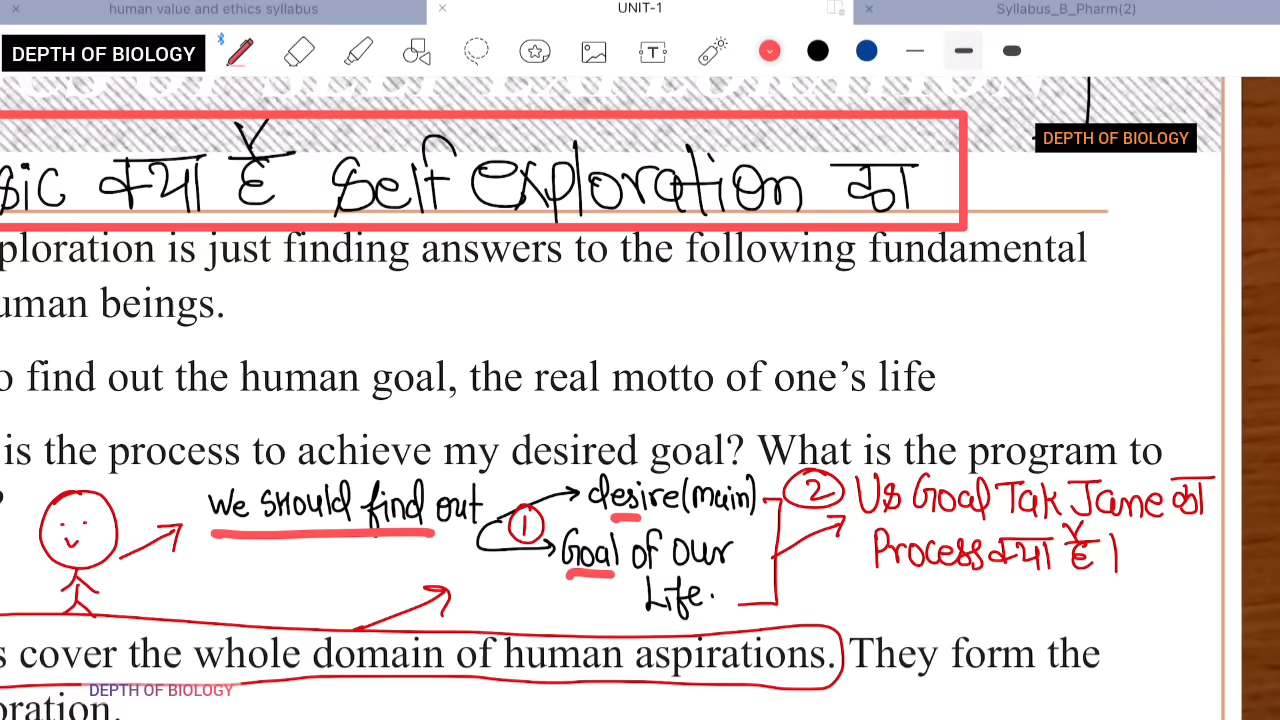 human value and ethics syllabus
UNIT-1
Syllabus_B_Pharm(2)
DEPTH OF BIOLOGY
DEPTH OF BIOLOGY
sic क्या है Self exploration का
ploration is just finding answers to the following fundamental
uman beings.
o find out the human goal, the real motto of one's life
is the process to achieve my desired goal? What is the program to
?
We should find out
1
desire(main)
Goal of our
Life.
2 Us Goal Tak Jane का
Process क्या है।
s cover the whole domain of human aspirations. They form the
DEPTH OF BIOLOGY
oration.